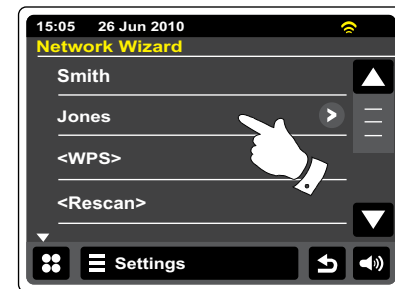 15:05 26 Jun 2010
Network Wizard
Smith
Jones
<WPS>
<Rescan>
Settings